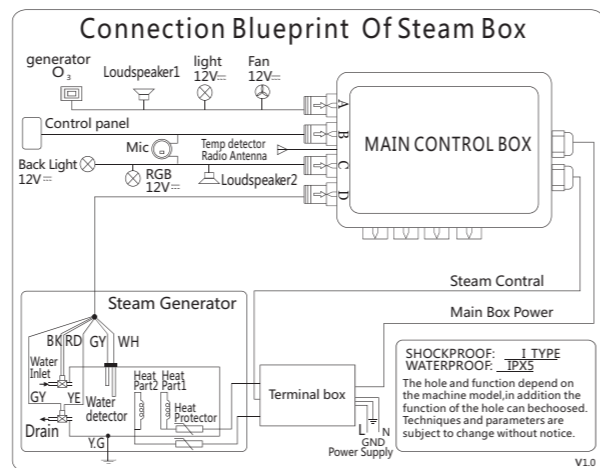 Connection Blueprint Of Steam Box
generator
O3
Loudspeaker1
light
12V
Fan
12V
A
B
C
D
MAIN CONTROL BOX
Control panel
Mic
Temp detector
Radio Antenna
Back Light
12V
RGB
12V
Loudspeaker2
Steam Contral
Main Box Power
Steam Generator
BK
RD
GY
WH
Water
Inlet
GY
YE
Water
detector
Heat
Part2
Heat
Part1
Heat
Protector
Drain
Y.G
Terminal box
L
N
GND
Power Supply
SHOCKPROOF: I TYPE
WATERPROOF: IPX5
The hole and function depend on
the machine model,in addition the
function of the hole can bechoosed.
Techniques and parameters are
subject to change without notice.
V1.0